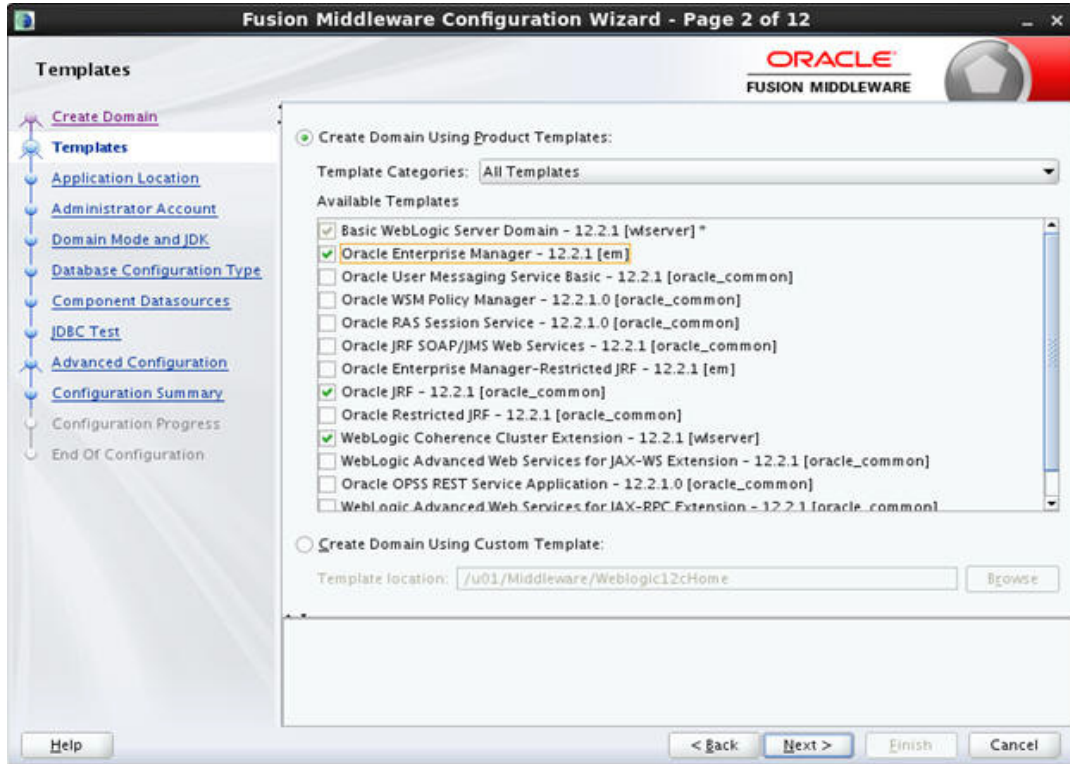 Fusion Middleware Configuration Wizard - Page 2 of 12
Templates
ORACLE
FUSION MIDDLEWARE
Create Domain
Templates
Application Location
Administrator Account
Domain Mode and JDK
Database Configuration Type
Component Datasources
JDBC Test
Advanced Configuration
Configuration Summary
Configuration Progress
End Of Configuration
Create Domain Using Product Templates:
Template Categories: All Templates
Available Templates
Basic WebLogic Server Domain - 12.2.1 [wlserver] *
Oracle Enterprise Manager - 12.2.1 [em]
Oracle User Messaging Service Basic - 12.2.1 [oracle_common]
Oracle WSM Policy Manager - 12.2.1.0 [oracle_common]
Oracle RAS Session Service - 12.2.1.0 [oracle_common]
Oracle JRF SOAP/JMS Web Services - 12.2.1 [oracle_common]
Oracle Enterprise Manager-Restricted JRF - 12.2.1 [em]
Oracle JRF - 12.2.1 [oracle_common]
Oracle Restricted JRF - 12.2.1 [oracle_common]
WebLogic Coherence Cluster Extension - 12.2.1 [wlserver]
WebLogic Advanced Web Services for JAX-WS Extension - 12.2.1 [oracle_common]
Oracle OPSS REST Service Application - 12.2.1.0 [oracle_common]
WebLogic Advanced Web Services for JAX-RPC Extension - 12.2.1 [oracle_common]
Create Domain Using Custom Template:
Template location: /u01/Middleware/Weblogic12cHome Browse
Help < Back Next > Finish Cancel